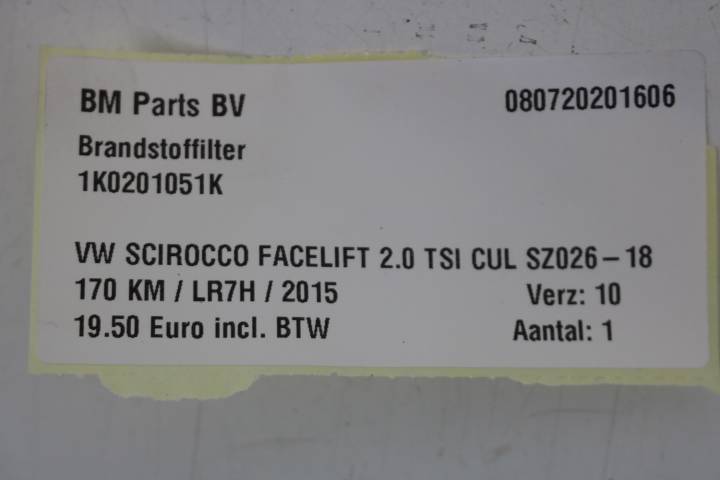 BM Parts BV 080720201606
Brandstoffilter
1K0201051K
VW SCIROCCO FACELIFT 2.0 TSI CUL SZ026-18
170 KM / LR7H / 2015 Verz: 10
19.50 Euro incl. BTW Aantal: 1